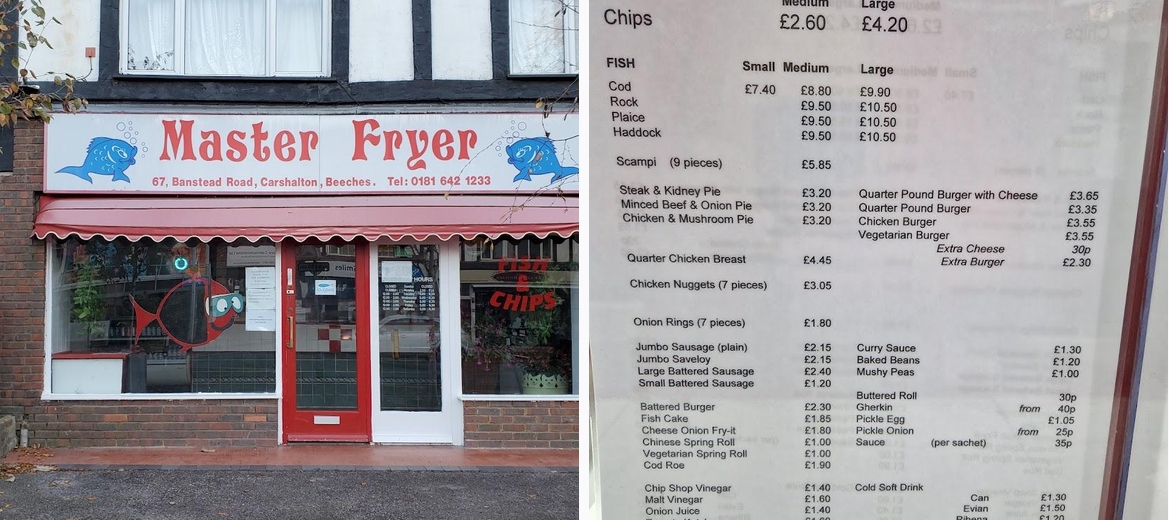 Master Fryer
67, Banstead Road, Carshalton, Beeches. Tel: 0181 642 1233
FISH
&
CHIPS
HOURS
Medium Large
Chips £2.60 £4.20
FISH Small Medium Large
Cod £7.40 £8.80 £9.90
Rock £9.50 £10.50
Plaice £9.50 £10.50
Haddock £9.50 £10.50
Scampi (9 pieces) £5.85
Steak & Kidney Pie £3.20 Quarter Pound Burger with Cheese £3.65
Minced Beef & Onion Pie £3.20 Quarter Pound Burger £3.35
Chicken & Mushroom Pie £3.20 Chicken Burger £3.55
Vegetarian Burger £3.55
Extra Cheese 30p
Quarter Chicken Breast £4.45 Extra Burger £2.30
Chicken Nuggets (7 pieces) £3.05
Onion Rings (7 pieces) £1.80
Jumbo Sausage (plain) £2.15 Curry Sauce £1.30
Jumbo Saveloy £2.15 Baked Beans £1.20
Large Battered Sausage £2.40 Mushy Peas £1.00
Small Battered Sausage £1.20
Buttered Roll 30p
Battered Burger £2.30 Gherkin from 40p
Fish Cake £1.85 Pickle Egg £1.05
Cheese Onion Fry-it £1.80 Pickle Onion from 25p
Chinese Spring Roll £1.00 Sauce (per sachet) 35p
Vegetarian Spring Roll £1.00
Cod Roe £1.90
Chip Shop Vinegar £1.40 Cold Soft Drink
Malt Vinegar £1.60 Can £1.30
Onion Juice £1.40 Evian £1.50
Ribena £1.20